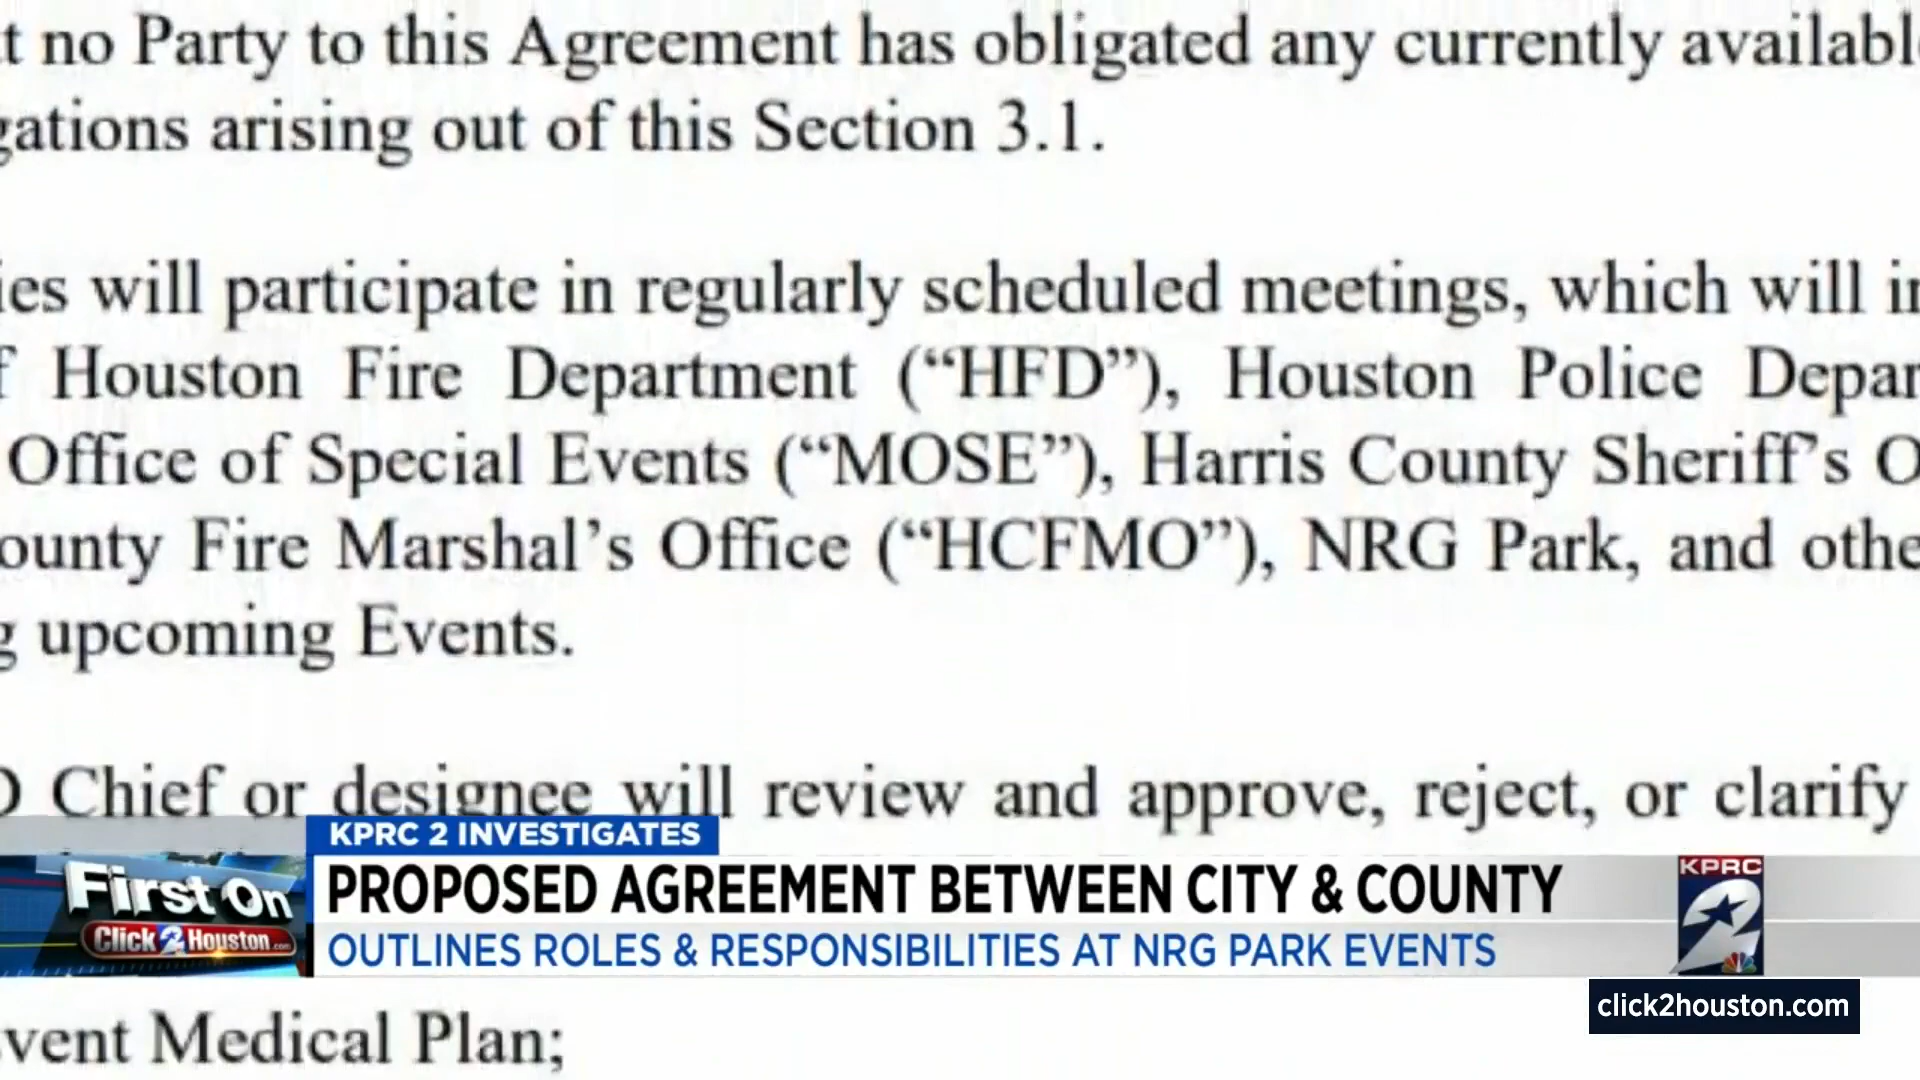 t no Party to this Agreement has obligated any currently available
gations arising out of this Section 3.1.
ies will participate in regularly scheduled meetings, which will in
f Houston Fire Department (“HFD”), Houston Police Depar
Office of Special Events (“MOSE”), Harris County Sheriff’s O
ounty Fire Marshal’s Office (“HCFMO”), NRG Park, and othe
g upcoming Events.
D Chief or designee will review and approve, reject, or clarify
KPRC 2 INVESTIGATES
First On
Click2Houston.com
PROPOSED AGREEMENT BETWEEN CITY & COUNTY
OUTLINES ROLES & RESPONSIBILITIES AT NRG PARK EVENTS
KPRC
2
click2houston.com
vent Medical Plan;